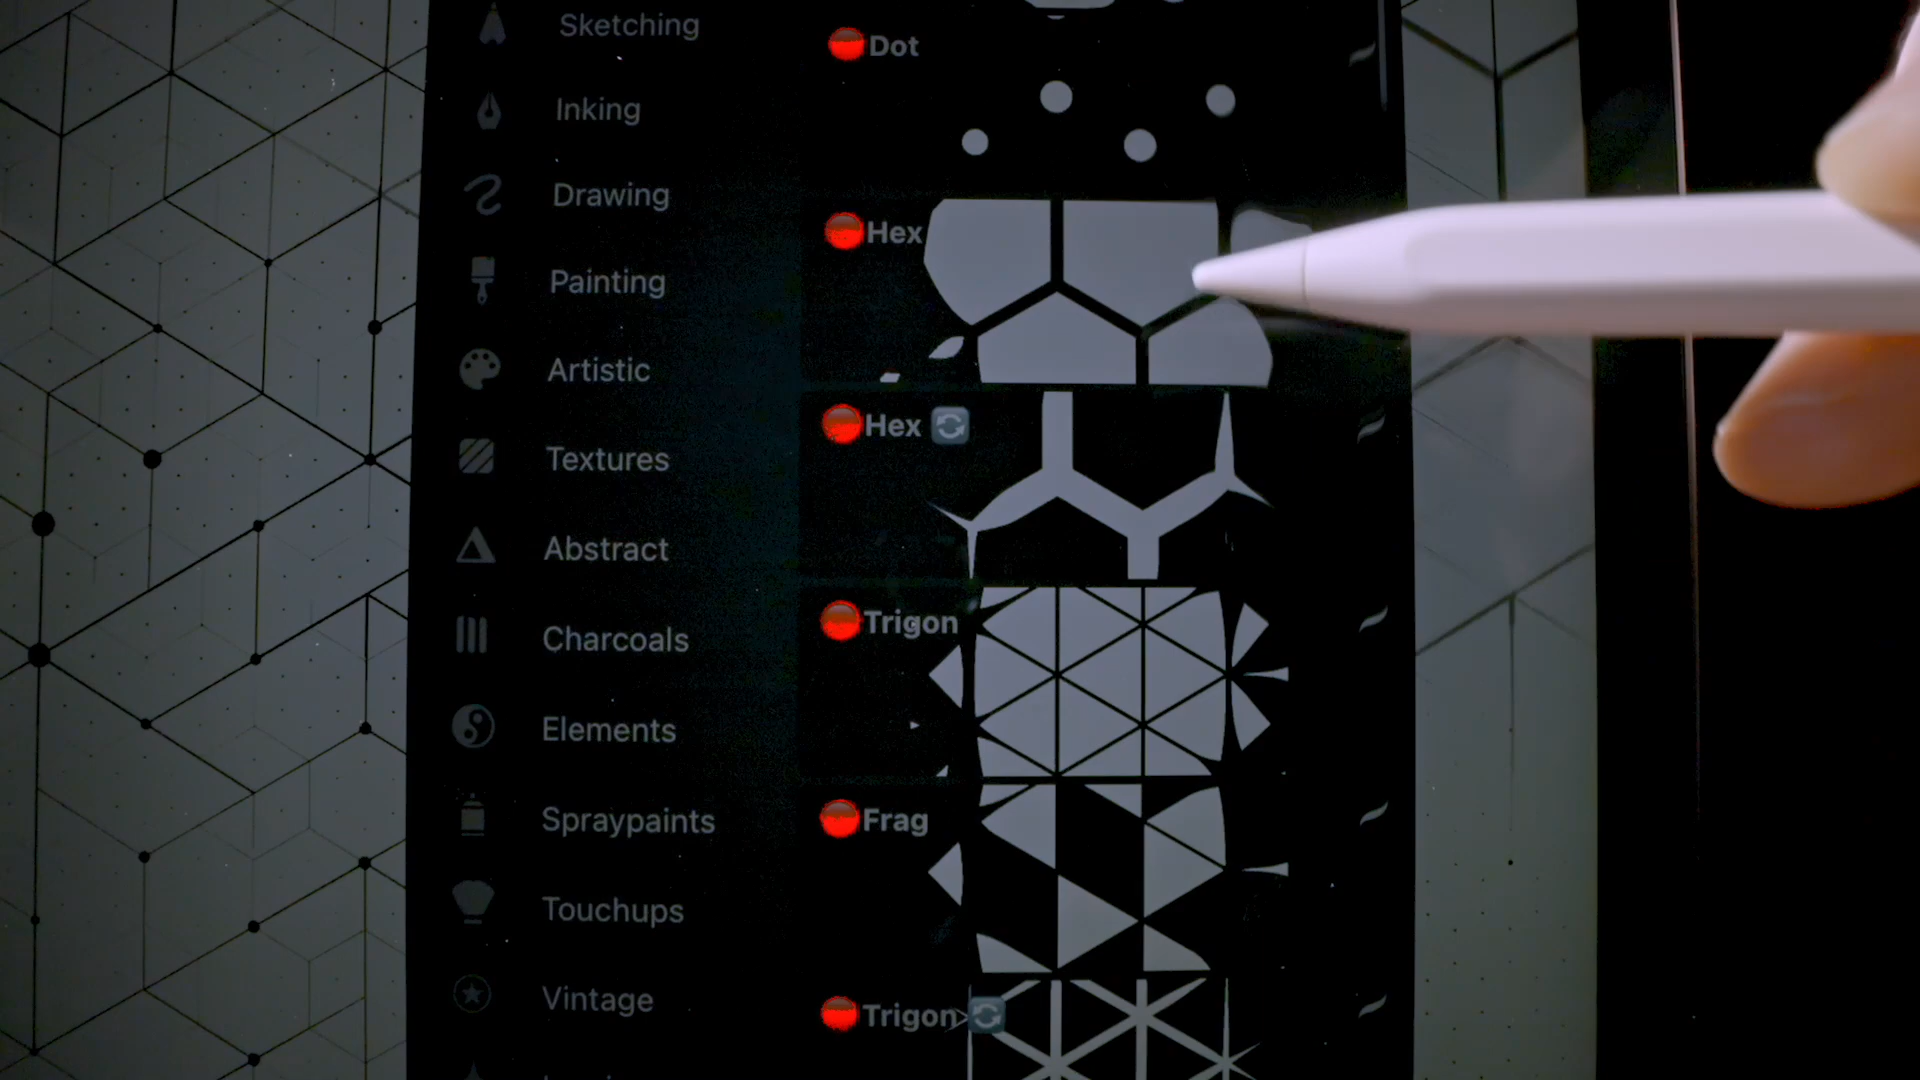 Sketching
Inking
Drawing
Painting
Artistic
Textures
Abstract
Charcoals
Elements
Spraypaints
Touchups
Vintage
Dot
Hex
Hex
Trigon
Frag
Trigon